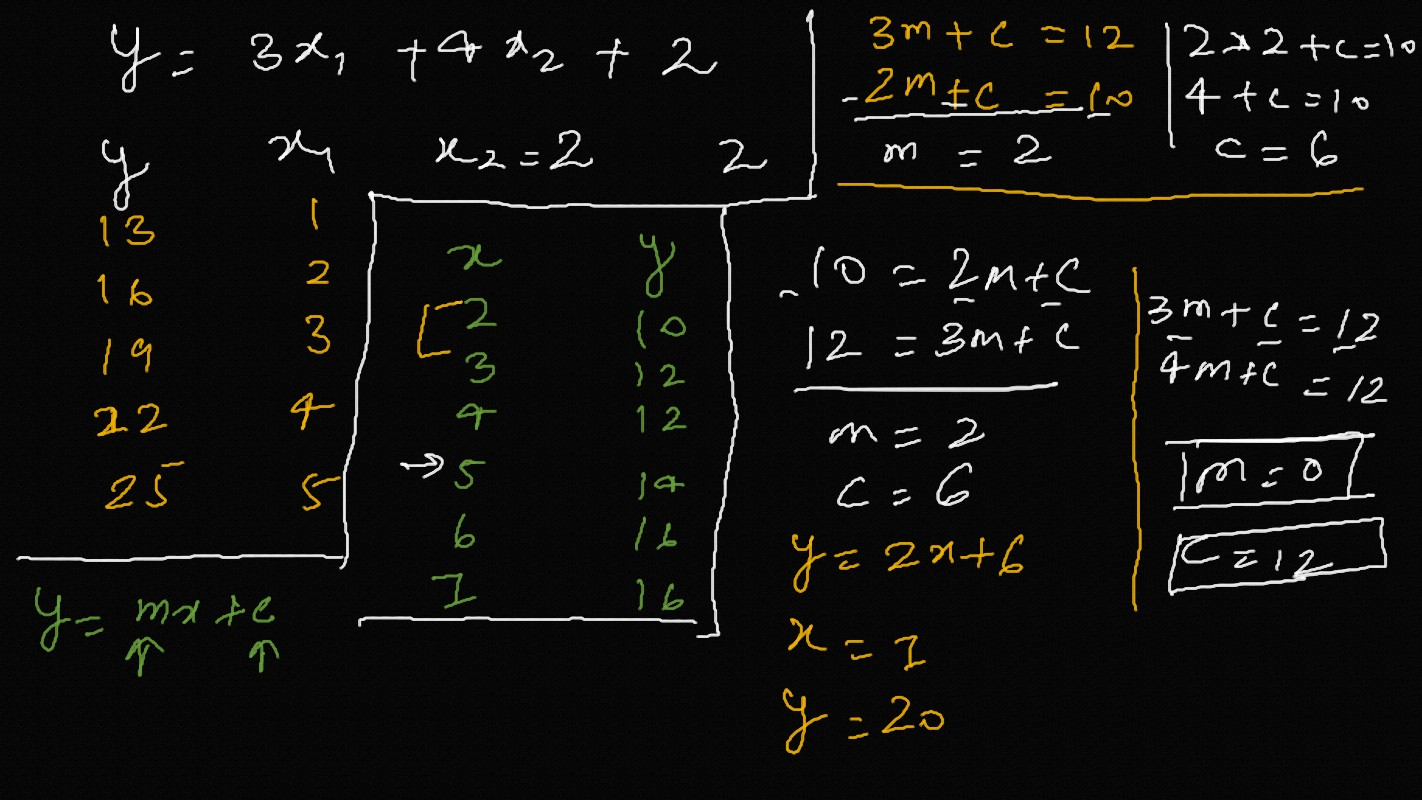 y = 3x₁ + 4x₂ + 2
y x₁ x₂ = 2 2
13 1
16 2
19 3
22 4
25 5
y = mx + c
↑ ↑
x y
2 10
3 12
4 12
→ 5 14
6 16
7 16
3m + c = 12
- 2m + c = 10
m = 2
2 × 2 + c = 10
4 + c = 10
c = 6
- 10 = 2m + c
12 = 3m + c
m = 2
c = 6
y = 2x + 6
x = 7
y = 20
3m + c = 12
4m + c = 12
m = 0
c = 12